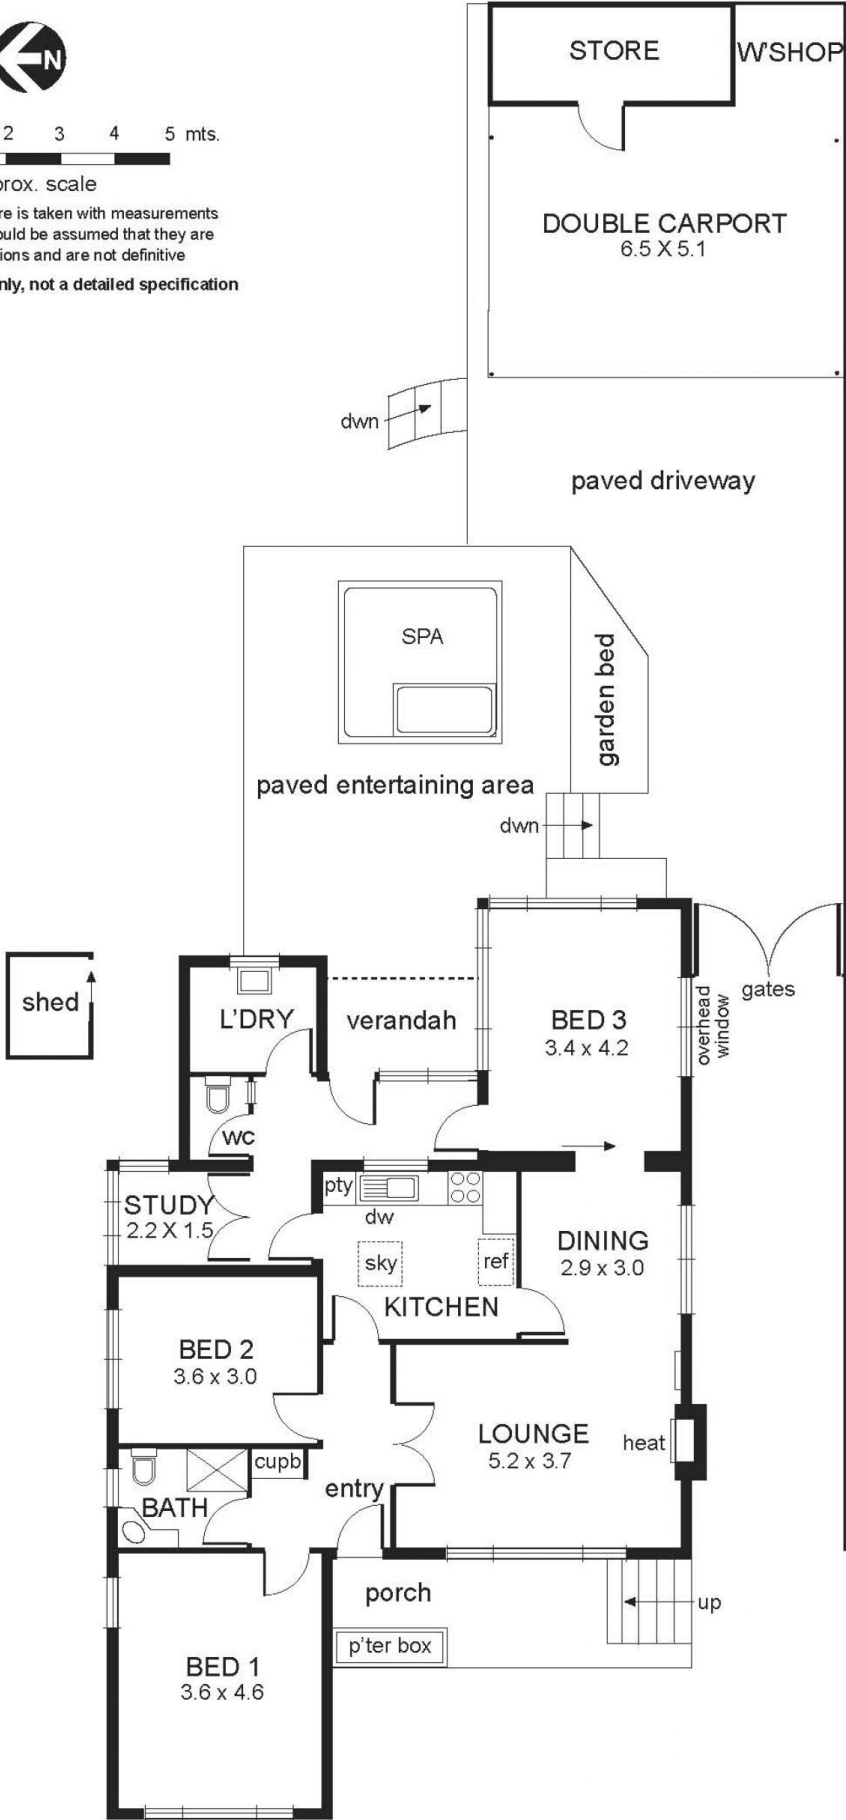 N
2 3 4 5 mts.
rox. scale
re is taken with measurements
ould be assumed that they are
ions and are not definitive
nly, not a detailed specification
STORE
W'SHOP
DOUBLE CARPORT
6.5 X 5.1
dwn
paved driveway
SPA
garden bed
paved entertaining area
dwn
shed
L'DRY
verandah
BED 3
3.4 x 4.2
overhead
window
gates
wc
STUDY
2.2 X 1.5
pty
dw
sky
ref
KITCHEN
DINING
2.9 x 3.0
BED 2
3.6 x 3.0
LOUNGE
5.2 x 3.7
heat
cupb
BATH
entry
porch
up
p'ter box
BED 1
3.6 x 4.6